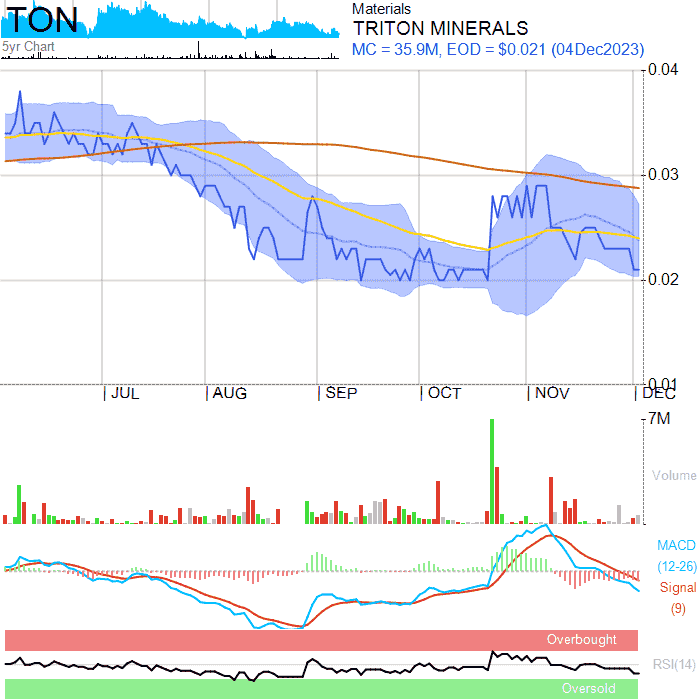 TON
5yr Chart
Materials
TRITON MINERALS
MC = 35.9M, EOD = $0.021 (04Dec2023)
0.04
0.03
0.02
0.01
JUL AUG SEP OCT NOV DEC
7M
Volume
MACD
(12-26)
Signal
(9)
Overbought
RSI(14)
Oversold